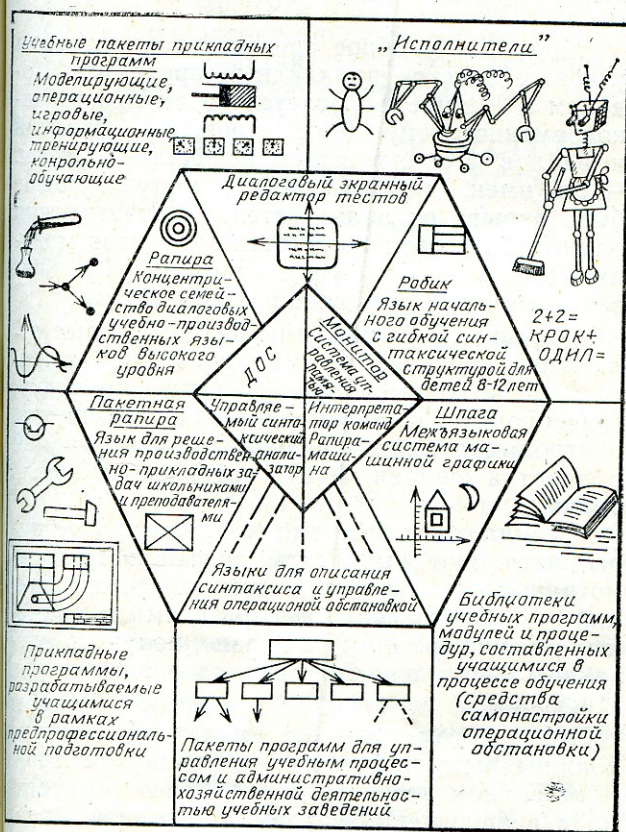 Учебные пакеты прикладных
программ
Моделирующие,
операционные,
игровые,
информационные,
тренирующие,
конрольно-
обучающие
„Исполнители”
Диалоговый экранный
редактор тестов
Рапира
Концентри-
ческое семей-
ство диалоговых
учебно-производ-
ственных язы-
ков высокого
уровня
Робик
Язык началь-
ного обучения
с гибкой син-
таксической
структурой для
детей 8-12 лет
2+2=
КРОК+
ОДИЛ=
ДОС
Монитор
Система уп-
равления
памя-
тью
Пакетная
рапира
Язык для реше-
ния производствен-
но-прикладных за-
дач школьниками
и преподавателя-
ми
Управляе-
мый синта-
ксический
анали-
затор
Интерпрета-
тор команд
Рапира-
маши-
на
Шпага
Межъязыковая
система ма-
шинной графики
Языки для описания
синтаксиса и управле-
ния операционой обстановкой
Прикладные
программы,
разрабатываемые
учащимися
в рамках
предпрофессиональ-
ной подготовки
Пакеты программ для уп-
равления учебным процес-
сом и административно-
хозяйственной деятельнос-
тью учебных заведений
Библиотеки
учебных программ,
модулей и проце-
дур, составленных
учащимися в
процессе обучения
(средства
самонастройки
операционной
обстановки)